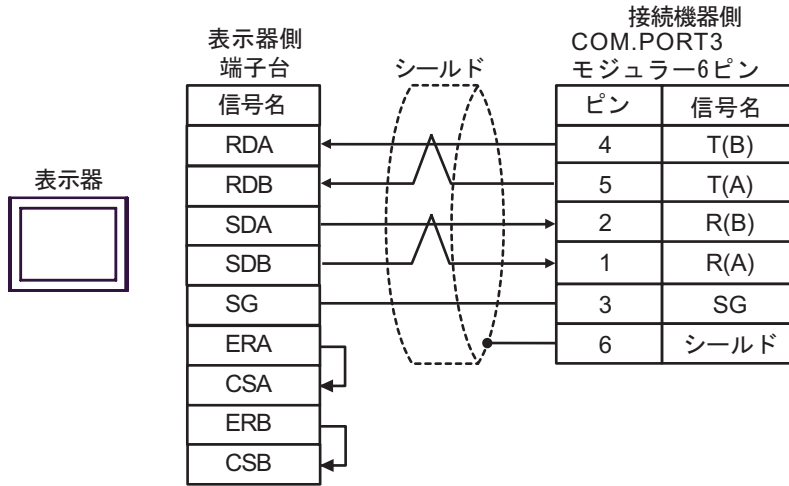 表示器
表示器側
端子台
信号名
RDA
RDB
SDA
SDB
SG
ERA
CSA
ERB
CSB
シールド
接続機器側
COM.PORT3
モジュラー6ピン
ピン 信号名
4 T(B)
5 T(A)
2 R(B)
1 R(A)
3 SG
6 シールド